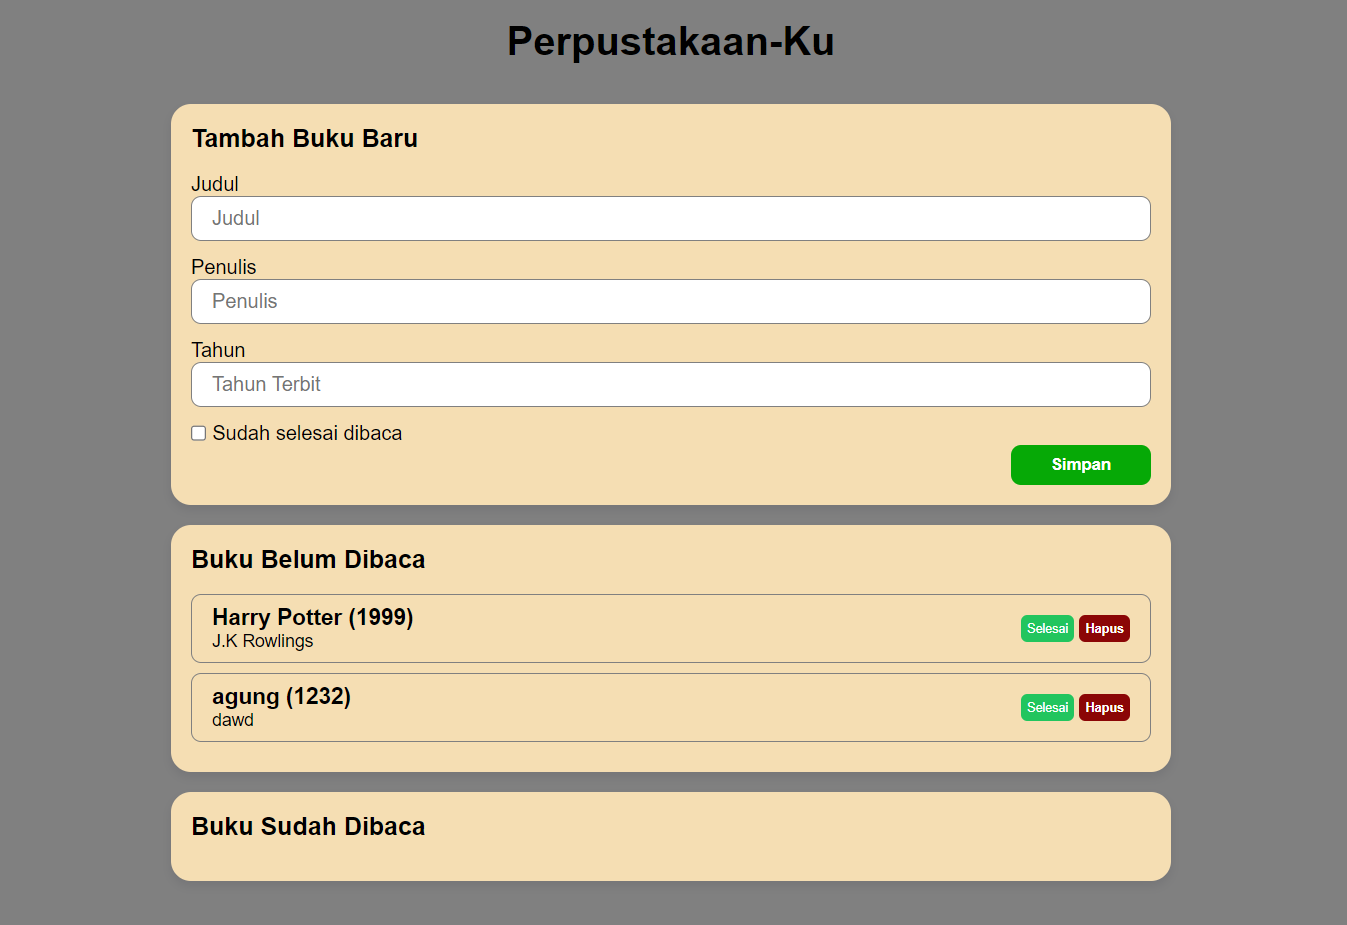 Perpustakaan-Ku
Tambah Buku Baru
Judul
Judul
Penulis
Penulis
Tahun
Tahun Terbit
Sudah selesai dibaca
Simpan
Buku Belum Dibaca
Harry Potter (1999)
J.K Rowlings
Selesai Hapus
agung (1232)
dawd
Selesai Hapus
Buku Sudah Dibaca